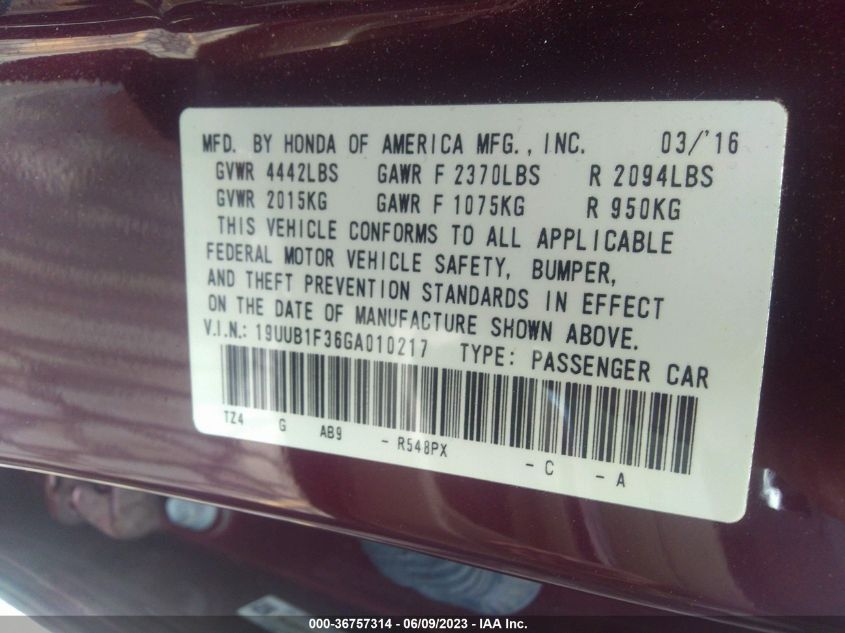 MFD. BY HONDA OF AMERICA MFG., INC. 03/'16
GVWR 4442LBS GAWR F 2370LBS R 2094LBS
GVWR 2015KG GAWR F 1075KG R 950KG
THIS VEHICLE CONFORMS TO ALL APPLICABLE
FEDERAL MOTOR VEHICLE SAFETY, BUMPER,
AND THEFT PREVENTION STANDARDS IN EFFECT
ON THE DATE OF MANUFACTURE SHOWN ABOVE.
V.I.N.: 19UUB1F36GA010217 TYPE: PASSENGER CAR
TZ4 G AB9 - R548PX - C - A
000-36757314 - 06/09/2023 - IAA Inc.